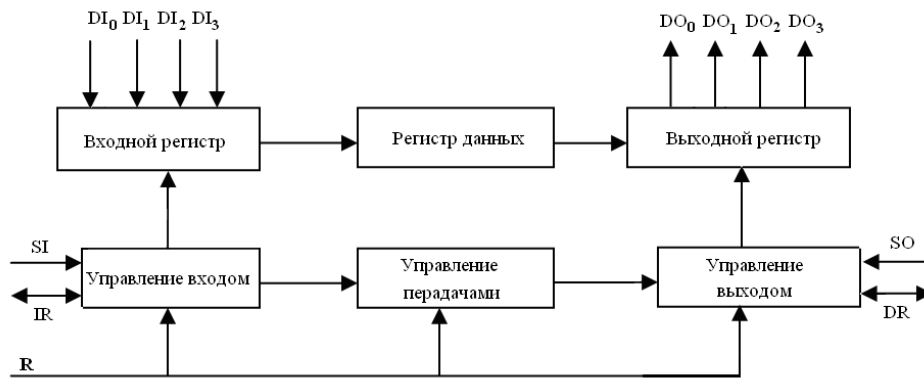 DI0 DI1 DI2 DI3
DO0 DO1 DO2 DO3
Входной регистр
Регистр данных
Выходной регистр
SI
SO
Управление входом
Управление
перадачами
Управление
выходом
IR
DR
R